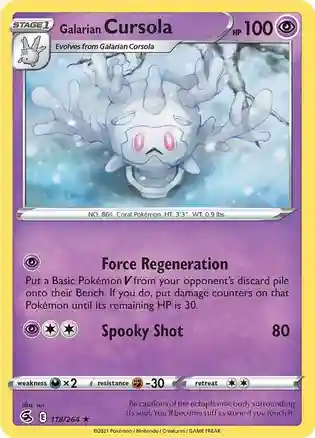 STAGE 1 Galarian Cursola HP 100
Evolves from Galarian Corsola
NO. 864 Coral Pokémon HT: 3'3" WT: 0.9 lbs
Force Regeneration
Put a Basic Pokémon V from your opponent's discard pile
onto their Bench. If you do, put damage counters on that
Pokémon until its remaining HP is 30.
Spooky Shot 80
weakness ×2 resistance -30 retreat
118/264 ★
Be cautious of the ectoplasmic body surrounding
its soul. You'll become stiff as stone if you touch it.
©2021 Pokémon / Nintendo / Creatures / GAME FREAK